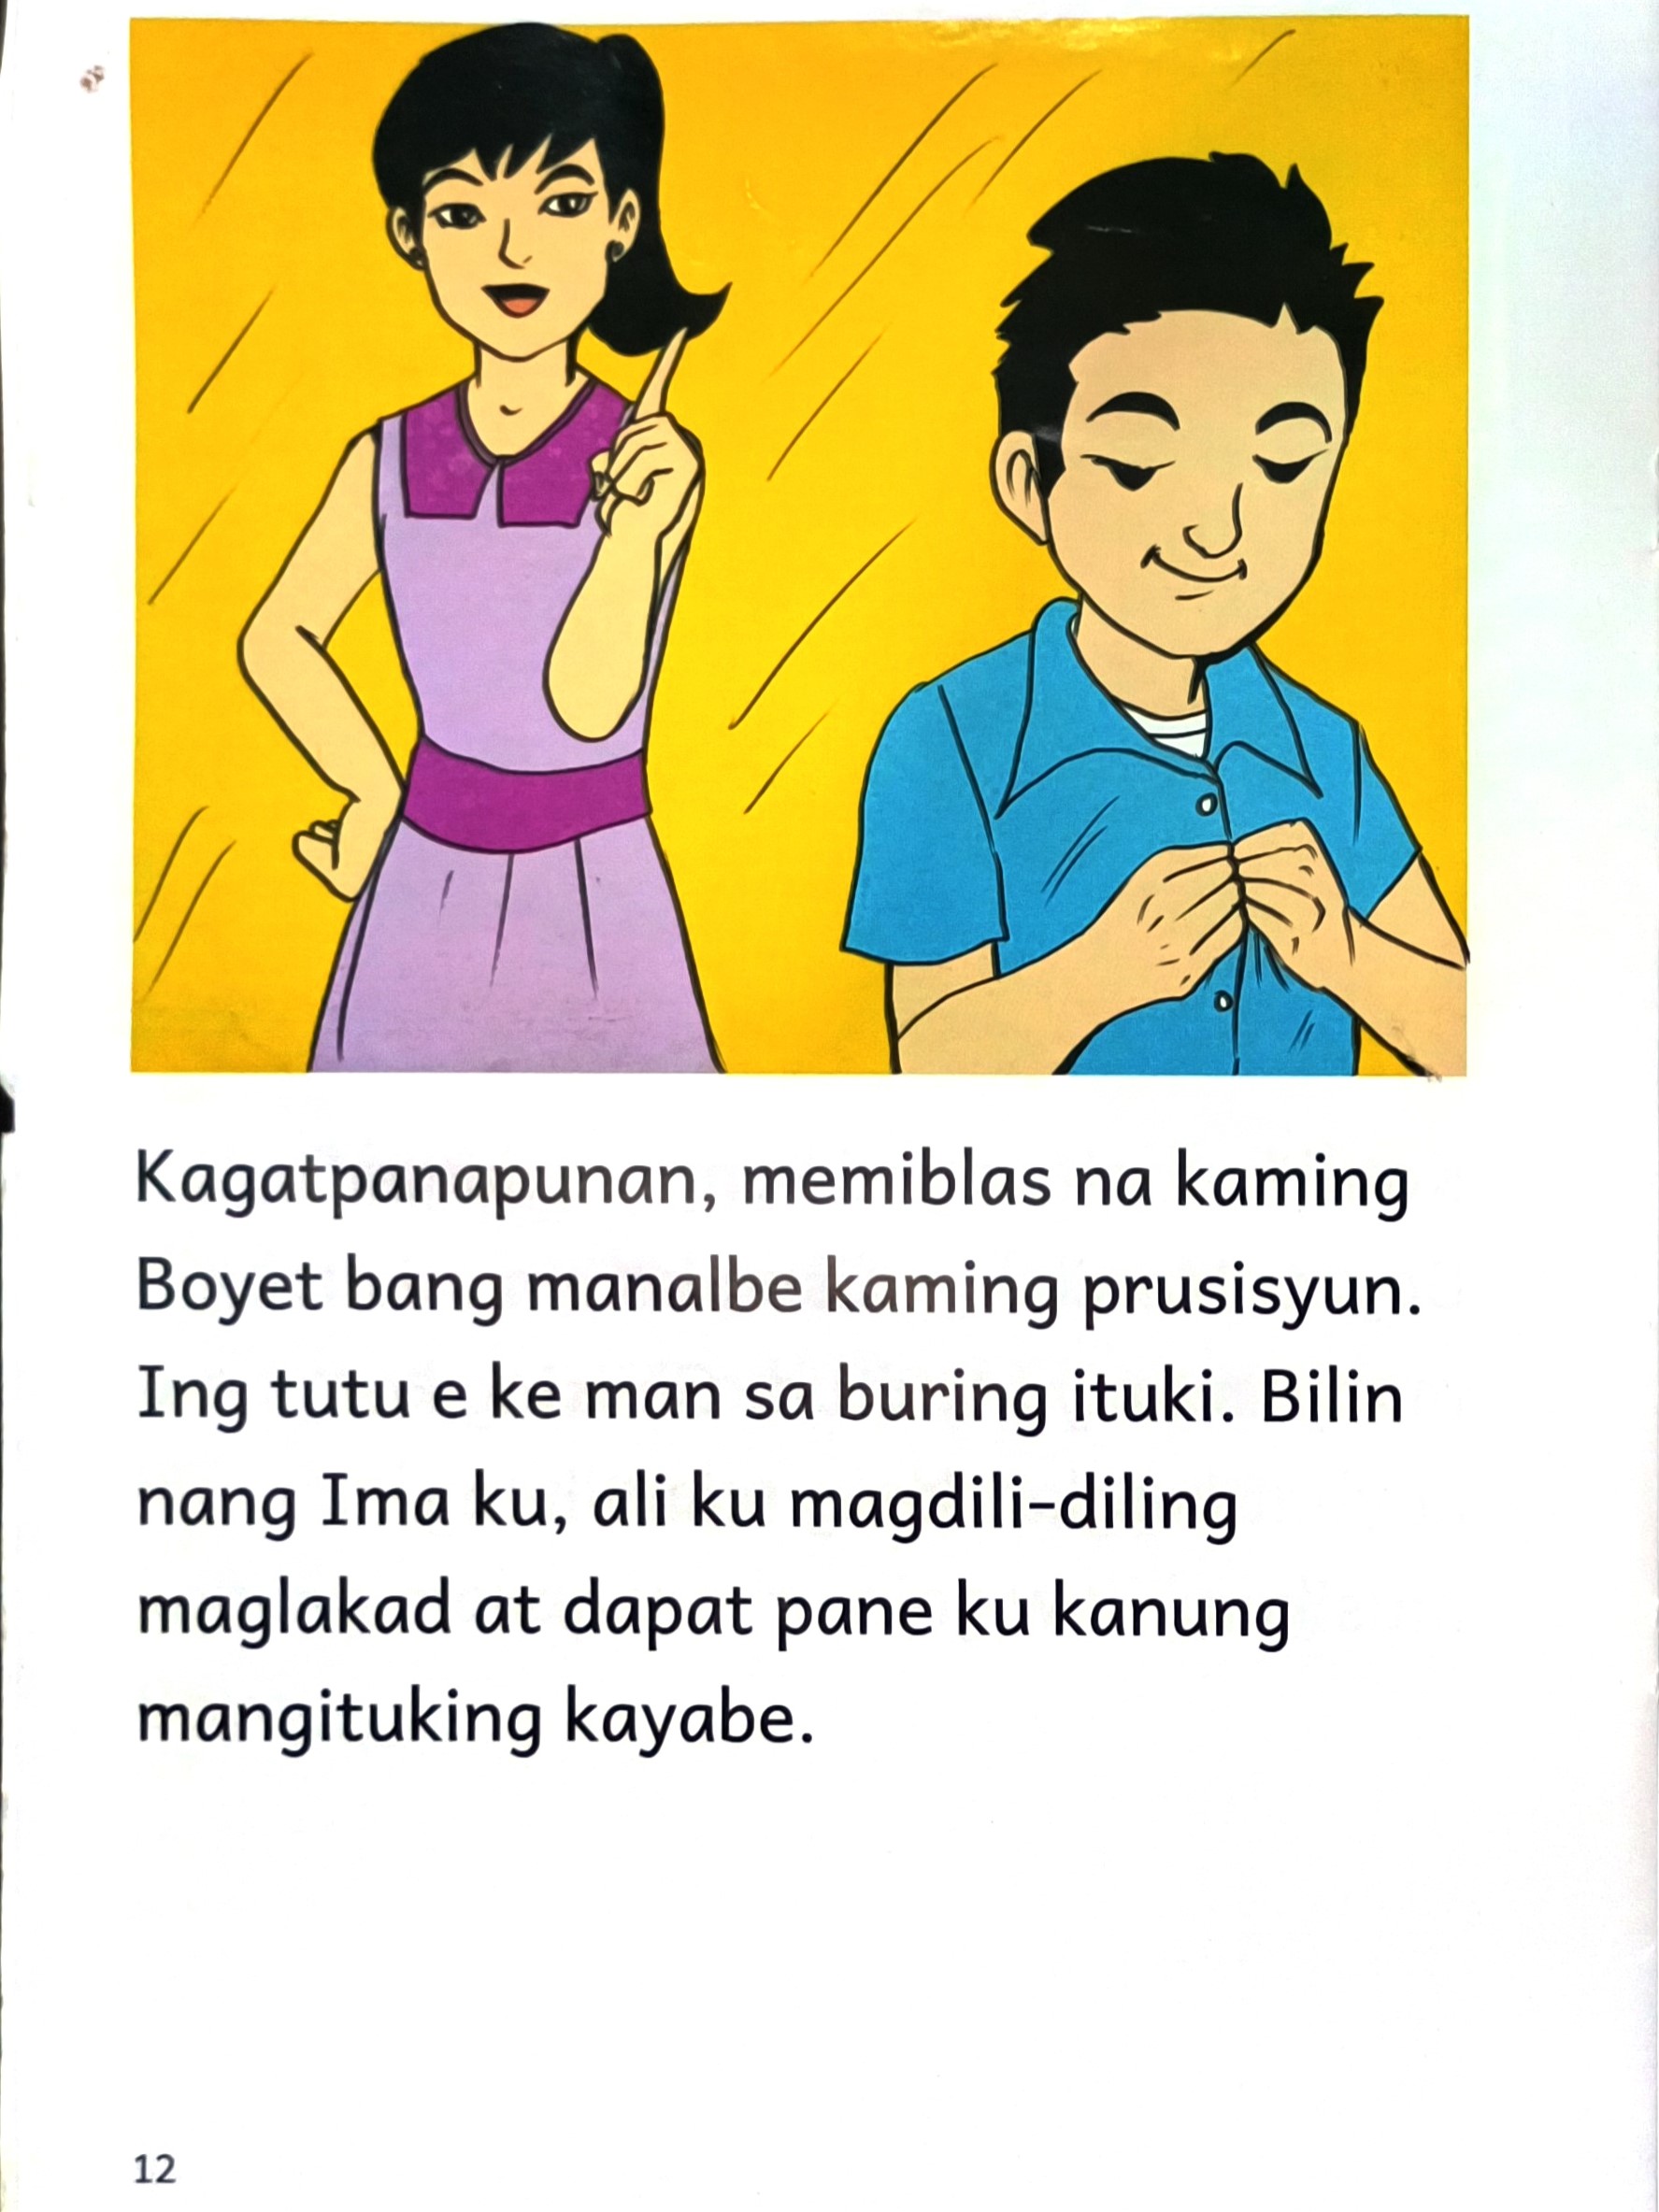 Kagatpanapunan, memiblas na kaming
Boyet bang manalbe kaming prusisyun.
Ing tutu e ke man sa buring ituki. Bilin
nang Ima ku, ali ku magdili-diling
maglakad at dapat pane ku kanung
mangituking kayabe.
12